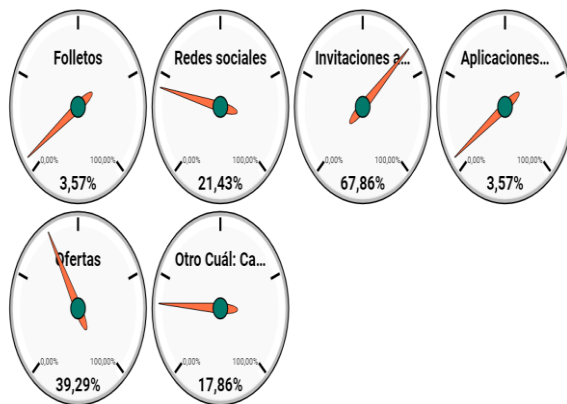 Folletos
0,00% 100,00%
3,57%
Redes sociales
0,00% 100,00%
21,43%
Invitaciones a...
0,00% 100,00%
67,86%
Aplicaciones...
0,00% 100,00%
3,57%
Ofertas
0,00% 100,00%
39,29%
Otro Cuál: Ca...
0,00% 100,00%
17,86%